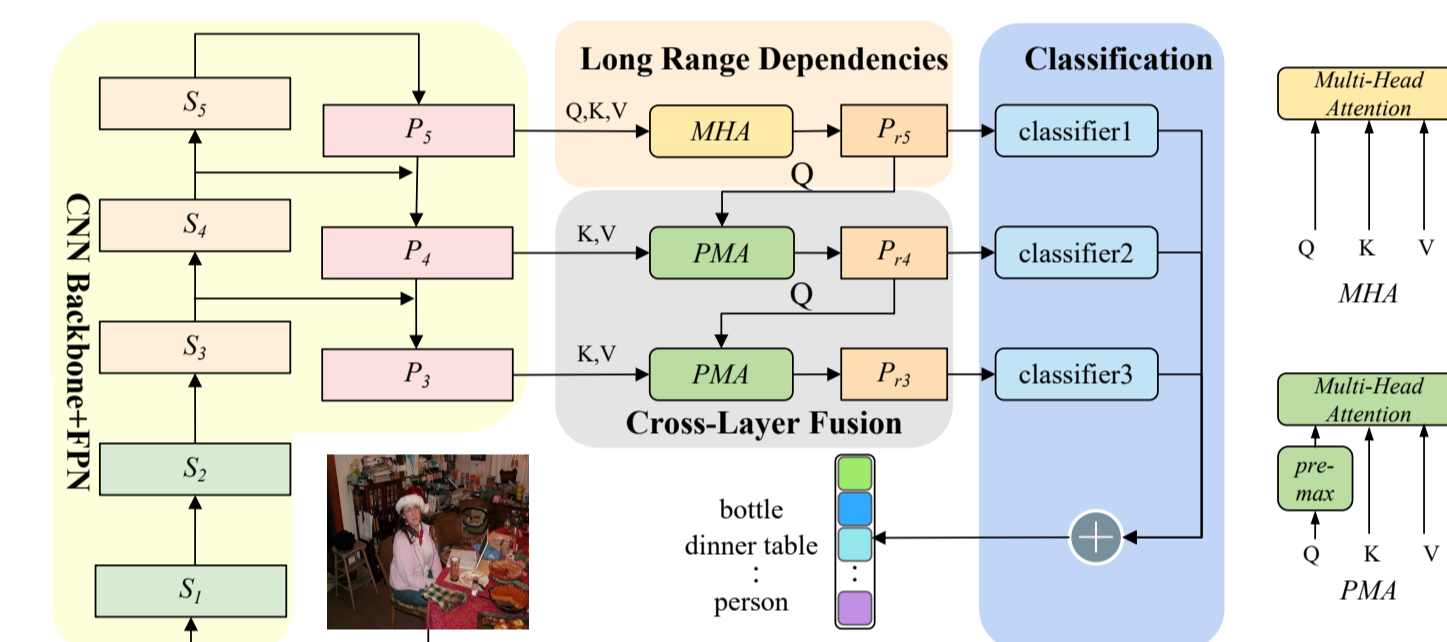 Long Range Dependencies
Classification
Multi-Head
Attention
S5
P5
Q,K,V
MHA
Pr5
classifier1
Q
CNN Backbone+FPN
S4
P4
K,V
PMA
Pr4
classifier2
Q K V
MHA
Q
S3
P3
K,V
PMA
Pr3
classifier3
Cross-Layer Fusion
Multi-Head
Attention
pre-
max
Q K V
PMA
S2
bottle
dinner table
:
person
:
+
S1